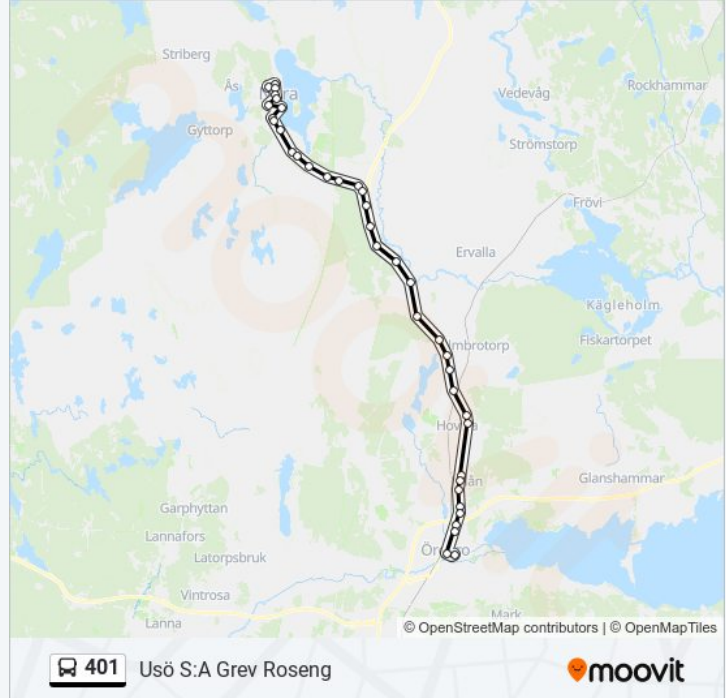 Striberg
Ås
Rockhammar
Vedevåg
Gyttorp
Strömstorp
Frövi
Ervalla
Kägleholm
Fiskartorpet
Glanshammar
Garphyttan
Lannafors
Latorpsbruk
Vintrosa
Lanna
Mark
© OpenStreetMap contributors | © OpenMapTiles
401 Usö S:A Grev Roseng
moovit